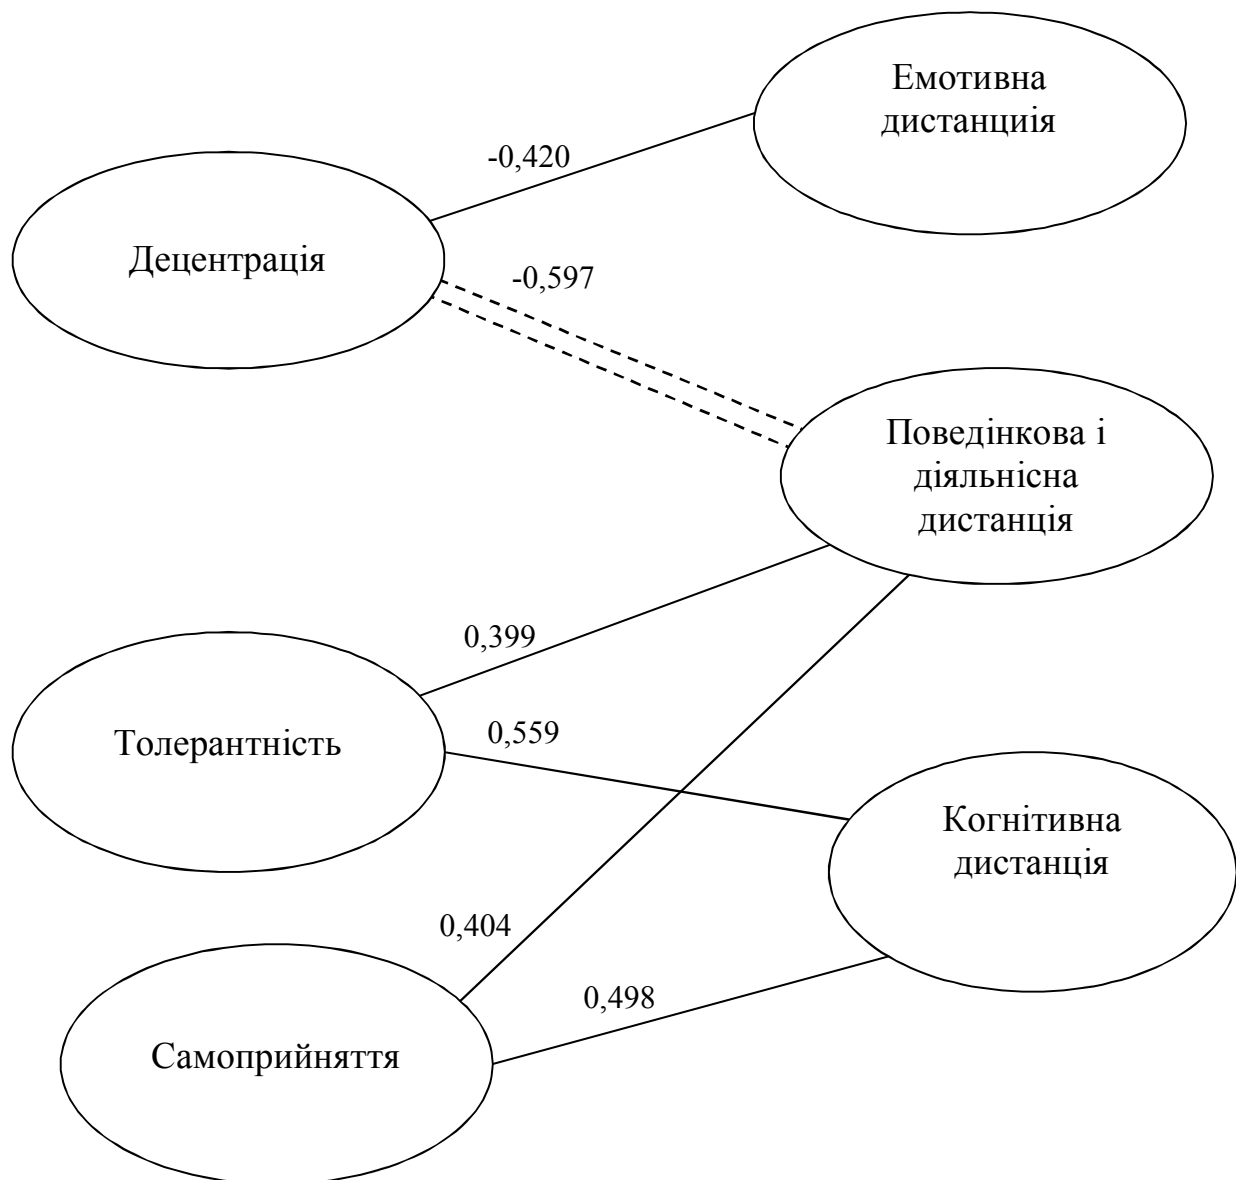 Емотивна
дистанциія
-0,420
Децентрація
-0,597
Поведінкова і
діяльнісна
дистанція
0,399
Толерантність
0,559
Когнітивна
дистанція
0,404
0,498
Самоприйняття